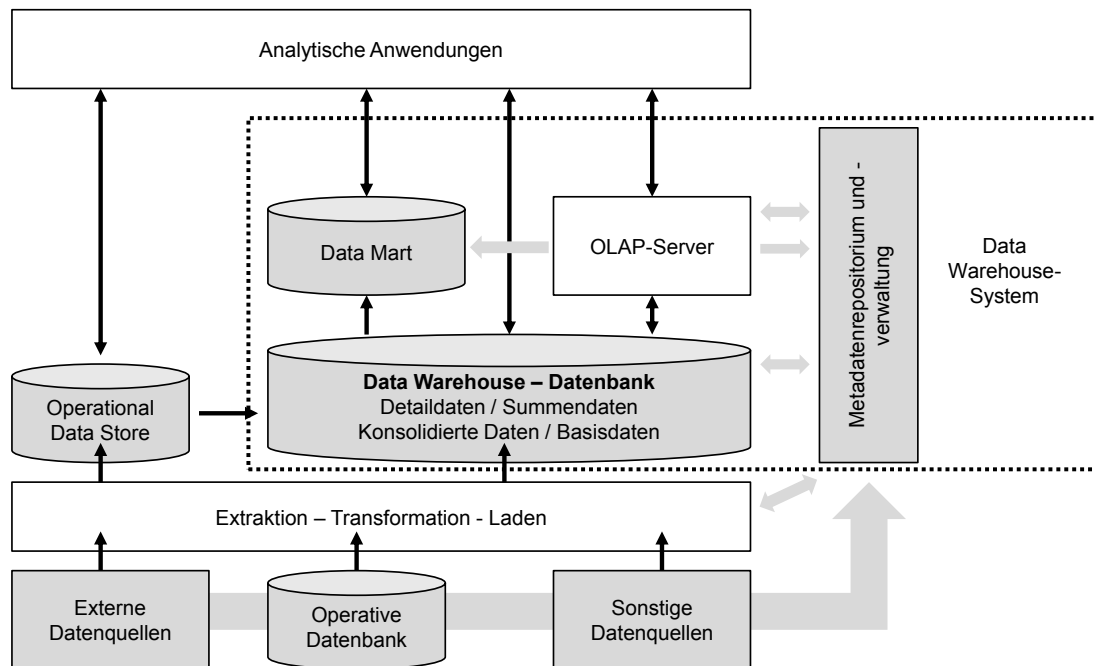 Analytische Anwendungen
Data Mart
OLAP-Server
Metadatenrepositorium und -
verwaltung
Data
Warehouse-
System
Data Warehouse – Datenbank
Detaildaten / Summendaten
Konsolidierte Daten / Basisdaten
Operational
Data Store
Extraktion – Transformation - Laden
Externe
Datenquellen
Operative
Datenbank
Sonstige
Datenquellen